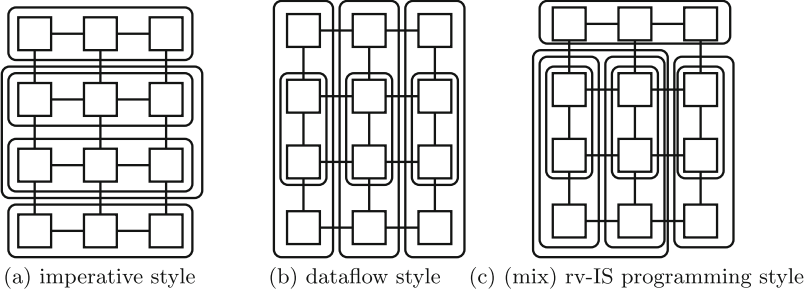 (a) imperative style
(b) dataflow style
(c) (mix) rv-IS programming style